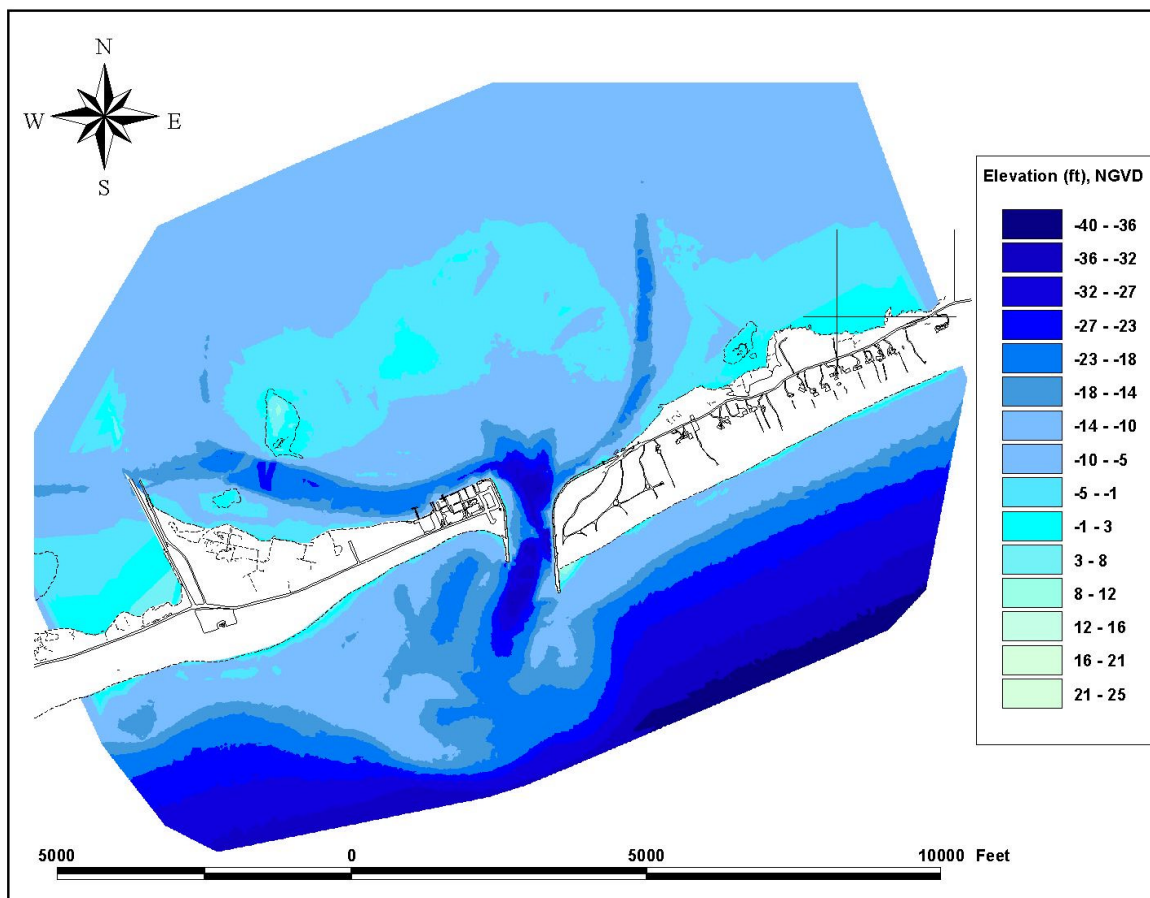 N
W E
S
Elevation (ft), NGVD
-40 - -36
-36 - -32
-32 - -27
-27 - -23
-23 - -18
-18 - -14
-14 - -10
-10 - -5
-5 - -1
-1 - 3
3 - 8
8 - 12
12 - 16
16 - 21
21 - 25
5000 0 5000 10000 Feet